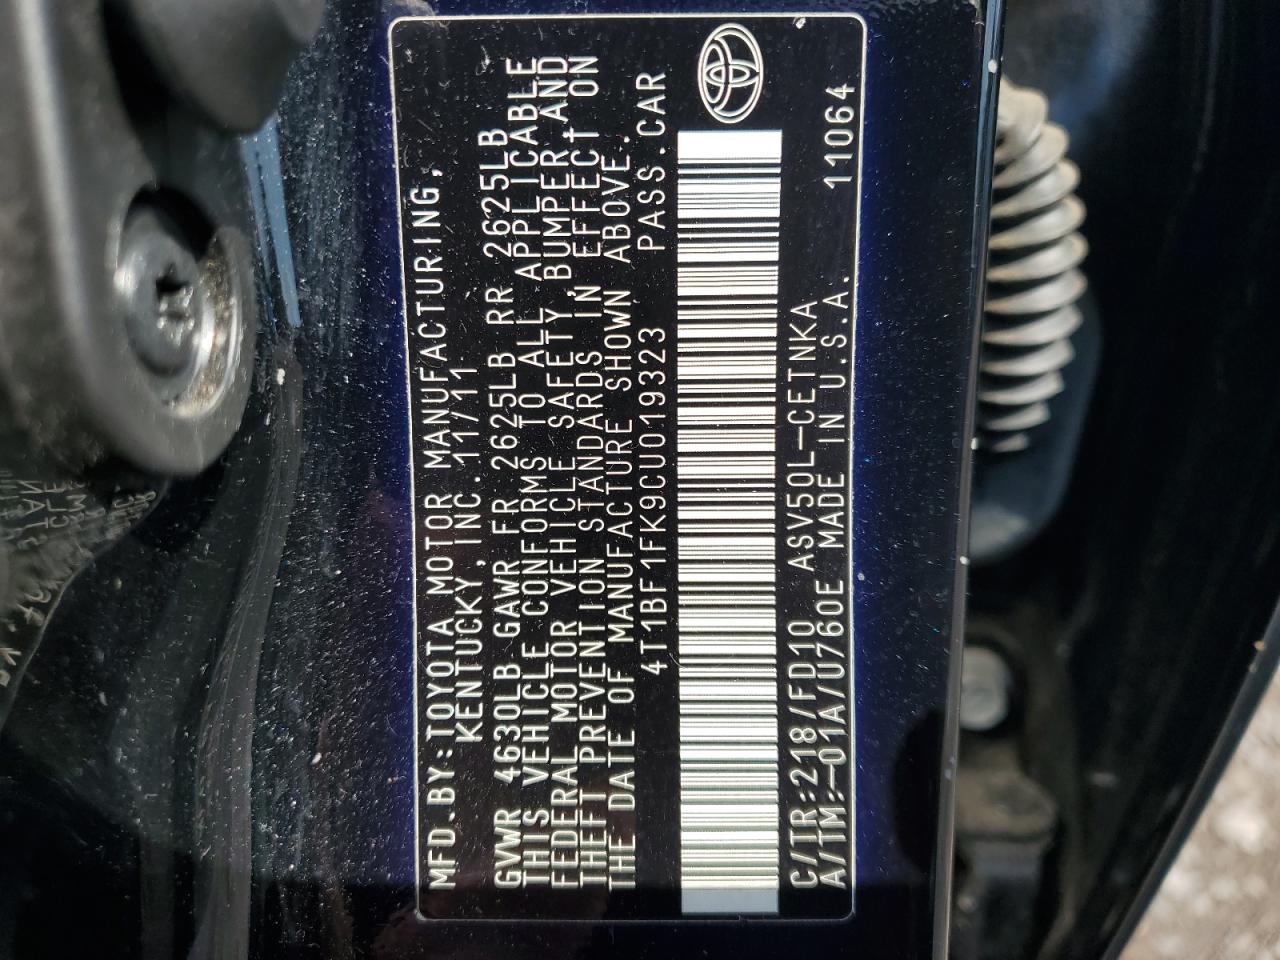 MFD.BY:TOYOTA MOTOR MANUFACTURING,
KENTUCKY,INC. 11/11
GVWR 4630LB GAWR FR 2625LB RR 2625LB
THIS VEHICLE CONFORMS TO ALL APPLICABLE
FEDERAL MOTOR VEHICLE SAFETY,BUMPER,AND
THEFT PREVENTION STANDARDS IN EFFECT ON
THE DATE OF MANUFACTURE SHOWN ABOVE.
4T1BF1FK9CU019323 PASS.CAR
C/TR:218/FD10 ASV50L-CETNKA
A/TM:-01A/U760E MADE IN U.S.A. 11064